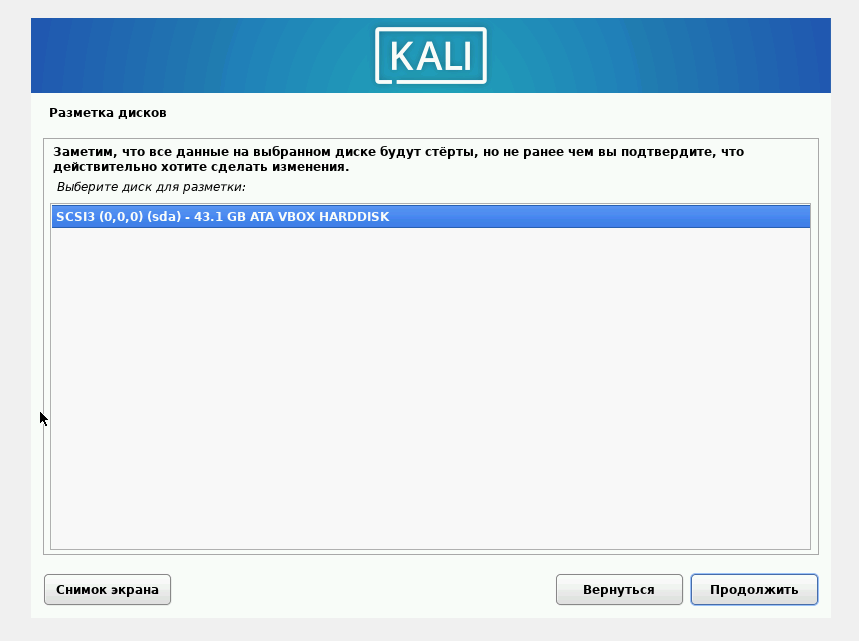 KALI
Разметка дисков
Заметим, что все данные на выбранном диске будут стёрты, но не ранее чем вы подтвердите, что
действительно хотите сделать изменения.
Выберите диск для разметки:
SCSI3 (0,0,0) (sda) - 43.1 GB ATA VBOX HARDDISK
Снимок экрана
Вернуться
Продолжить